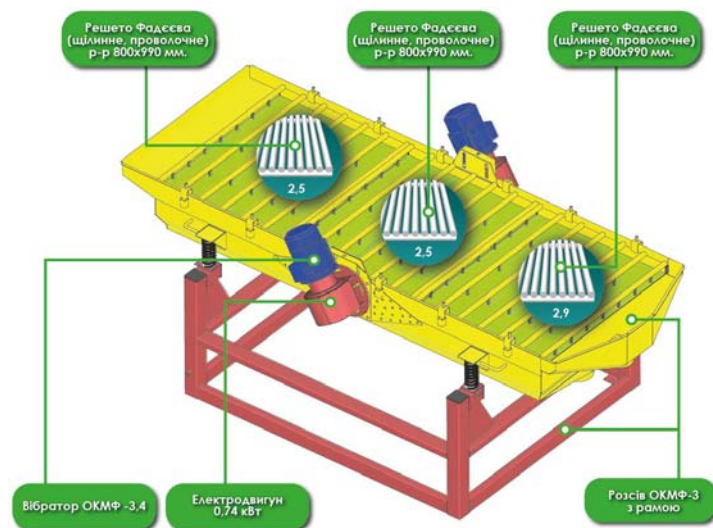 Решето Фадєєва
(щілинне, проволочне)
р-р 800х990 мм.
Решето Фадєєва
(щілинне, проволочне)
р-р 800х990 мм.
Решето Фадєєва
(щілинне, проволочне)
р-р 800х990 мм.
2,5
2,5
2,9
Вібратор ОКМФ -3,4
Електродвигун
0,74 кВт
Розсів ОКМФ-3
з рамою